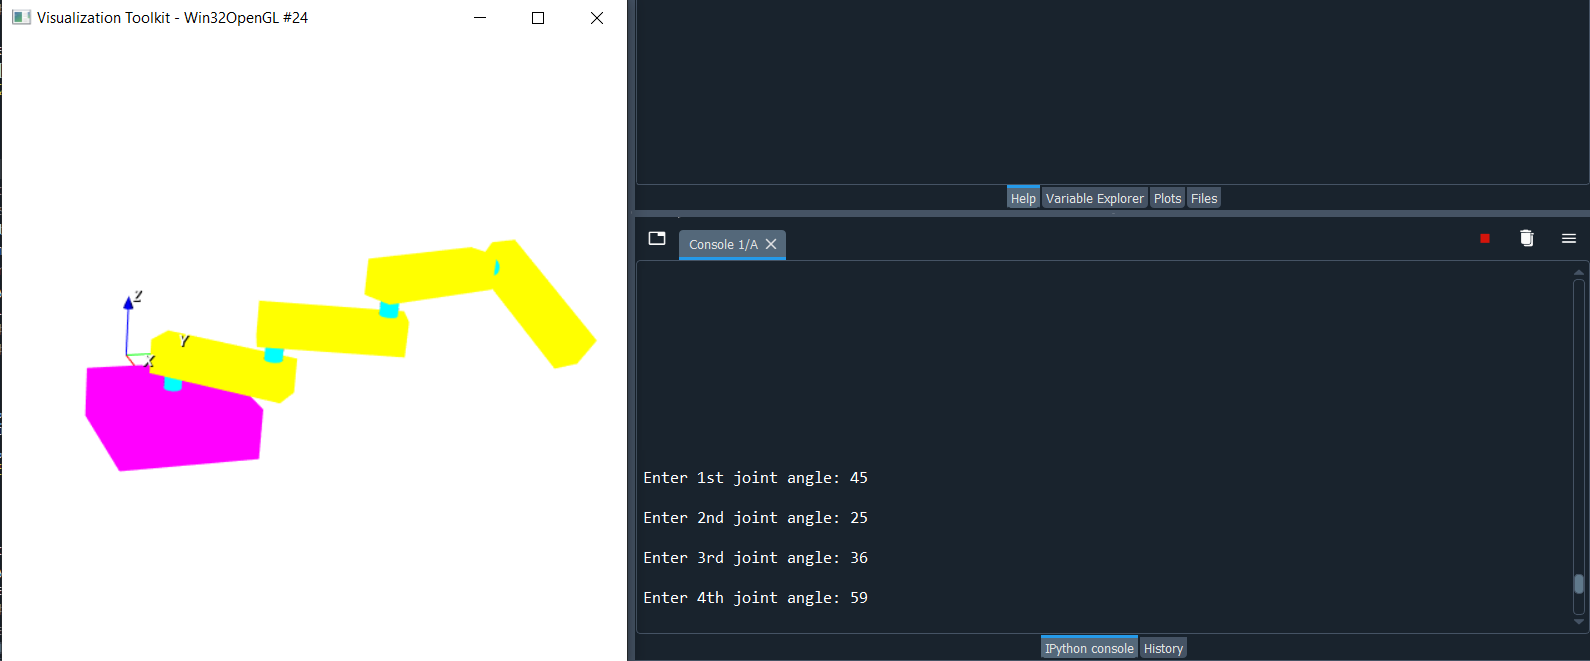 Visualization Toolkit - Win32OpenGL #24
Z
Y
X
Help
Variable Explorer
Plots
Files
Console 1/A
Enter 1st joint angle: 45
Enter 2nd joint angle: 25
Enter 3rd joint angle: 36
Enter 4th joint angle: 59
IPython console
History